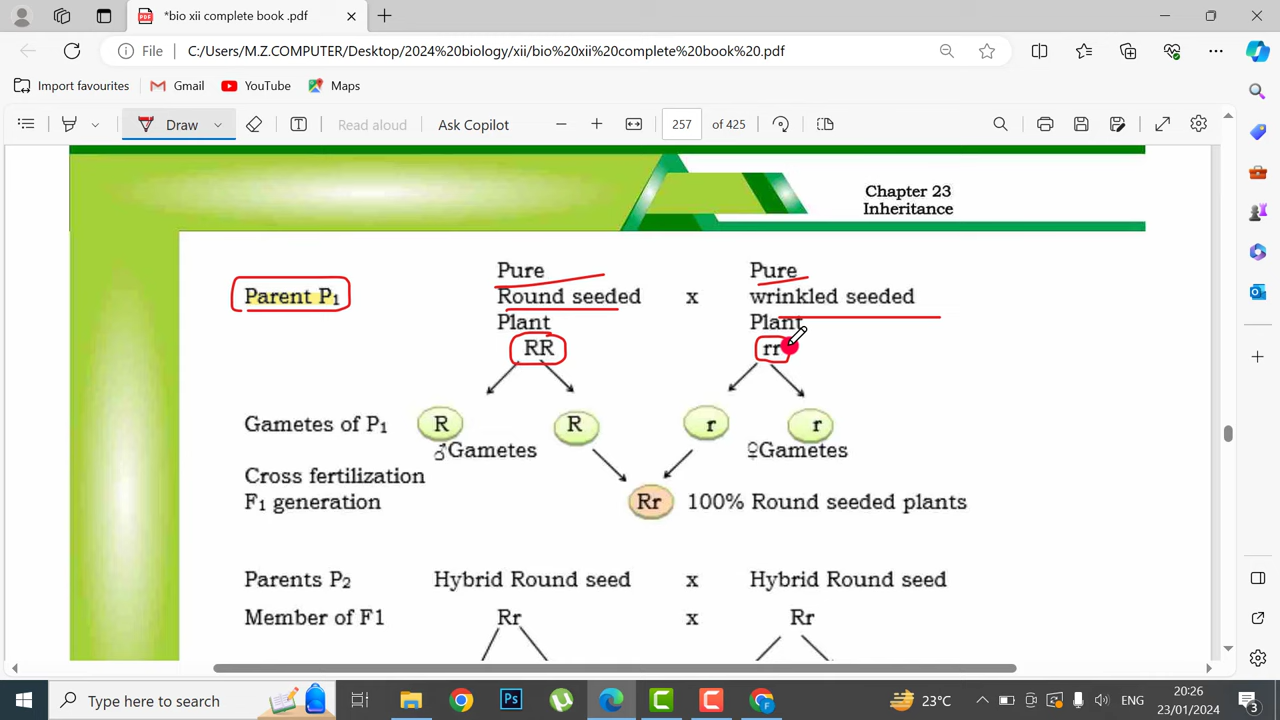 *bio xii complete book .pdf
File
C:/Users/M.Z.COMPUTER/Desktop/2024%20biology/xii/bio%20xii%20complete%20book%20.pdf
Import favourites
Gmail
YouTube
Maps
Draw
Read aloud
Ask Copilot
257
of 425
Chapter 23
Inheritance
Pure
Pure
Parent P₁
Round seeded
x
wrinkled seeded
Plant
Plant
RR
rr
Gametes of P₁
R
R
r
r
♂Gametes
♀Gametes
Cross fertilization
F₁ generation
Rr
100% Round seeded plants
Parents P₂
Hybrid Round seed
x
Hybrid Round seed
Member of F1
Rr
x
Rr
Type here to search
Ps
23°C
ENG
20:26
23/01/2024
3